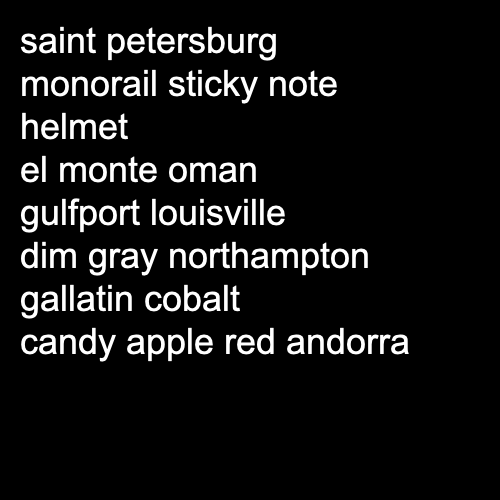 saint petersburg
monorail sticky note
helmet
el monte oman
gulfport louisville
dim gray northampton
gallatin cobalt
candy apple red andorra